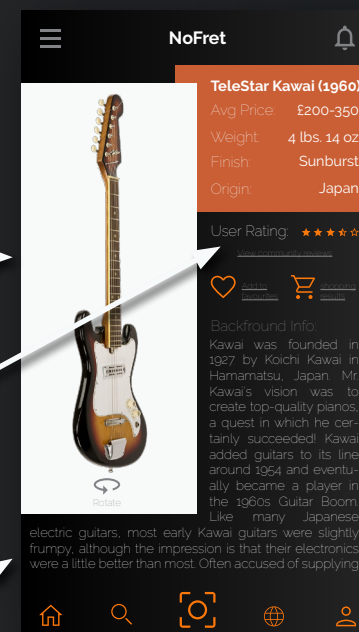 NoFret
TeleStar Kawai (1960)
Avg Price: £200-350
Weight: 4 lbs. 14 oz
Finish: Sunburst
Origin: Japan
User Rating:
View community reviews
Add to
favourites
shopping
results
Backfround Info:
Kawai was founded in
1927 by Koichi Kawai in
Hamamatsu, Japan. Mr.
Kawai's vision was to
create top-quality pianos,
a quest in which he cer-
tainly succeeded! Kawai
added guitars to its line
around 1954 and eventu-
ally became a player in
the 1960s Guitar Boom.
Like many Japanese
Rotate
electric guitars, most early Kawai guitars were slightly
frumpy, although the impression is that their electronics
were a little better than most. Often accused of supplying